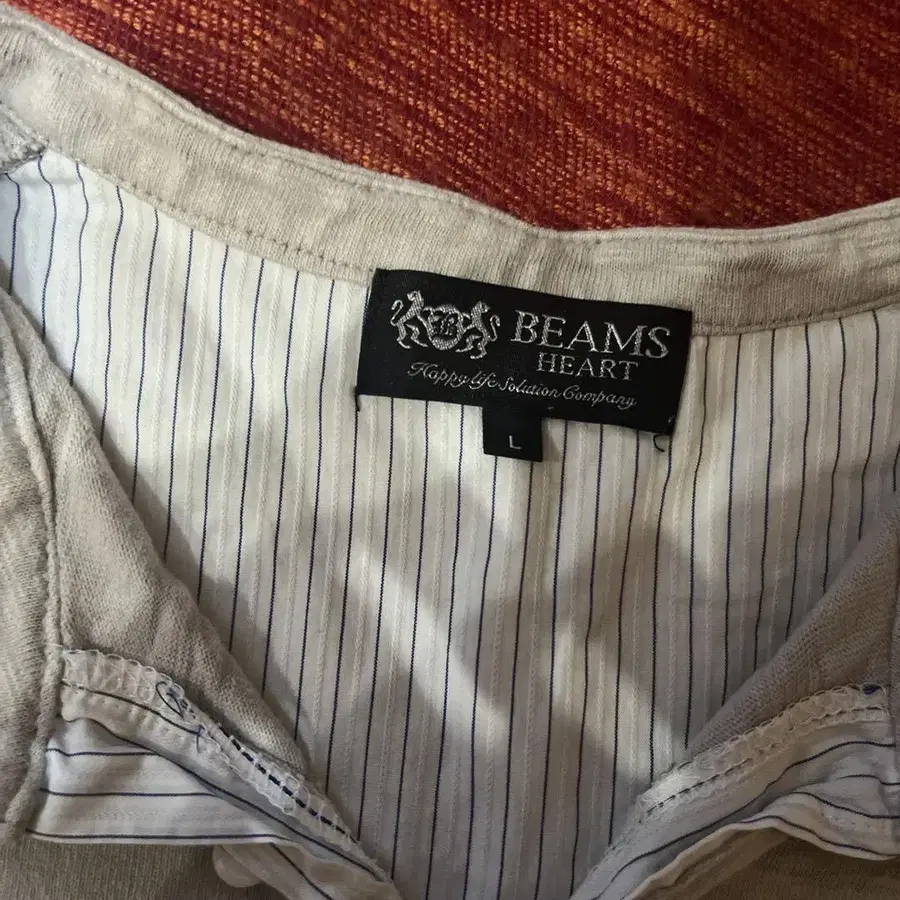 BEAMS
HEART
Happy life Solution Company
L